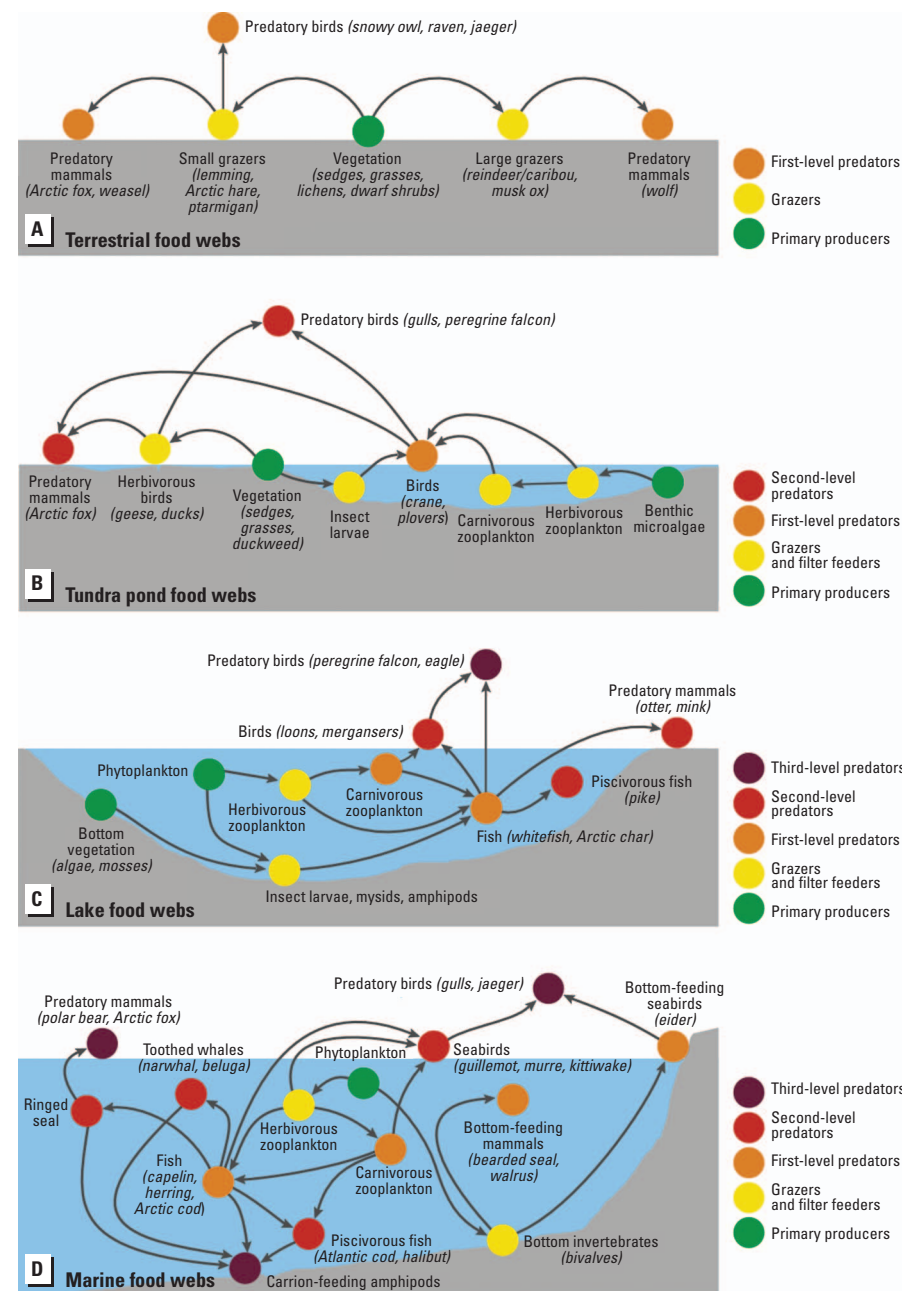 Predatory birds (snowy owl, raven, jaeger)
Predatory
mammals
(Arctic fox, weasel)
Small grazers
(lemming,
Arctic hare,
ptarmigan)
Vegetation
(sedges, grasses,
lichens, dwarf shrubs)
Large grazers
(reindeer/caribou,
musk ox)
Predatory
mammals
(wolf)
First-level predators
Grazers
Primary producers
A Terrestrial food webs
Predatory birds (gulls, peregrine falcon)
Predatory
mammals
(Arctic fox)
Herbivorous
birds
(geese, ducks)
Vegetation
(sedges,
grasses,
duckweed)
Insect
larvae
Birds
(crane,
plovers)
Carnivorous
zooplankton
Herbivorous
zooplankton
Benthic
microalgae
Second-level
predators
First-level predators
Grazers
and filter feeders
Primary producers
B Tundra pond food webs
Predatory birds (peregrine falcon, eagle)
Predatory mammals
(otter, mink)
Birds (loons, mergansers)
Phytoplankton
Herbivorous
zooplankton
Carnivorous
zooplankton
Piscivorous fish
(pike)
Fish (whitefish, Arctic char)
Bottom
vegetation
(algae, mosses)
Insect larvae, mysids, amphipods
Third-level predators
Second-level
predators
First-level predators
Grazers
and filter feeders
Primary producers
C Lake food webs
Predatory birds (gulls, jaeger)
Bottom-feeding
seabirds
(eider)
Predatory mammals
(polar bear, Arctic fox)
Toothed whales
(narwhal, beluga)
Phytoplankton
Seabirds
(guillemot, murre, kittiwake)
Ringed
seal
Herbivorous
zooplankton
Bottom-feeding
mammals
(bearded seal,
walrus)
Fish
(capelin,
herring,
Arctic cod)
Carnivorous
zooplankton
Piscivorous fish
(Atlantic cod, halibut)
Bottom invertebrates
(bivalves)
Carrion-feeding amphipods
Third-level predators
Second-level
predators
First-level predators
Grazers
and filter feeders
Primary producers
D Marine food webs